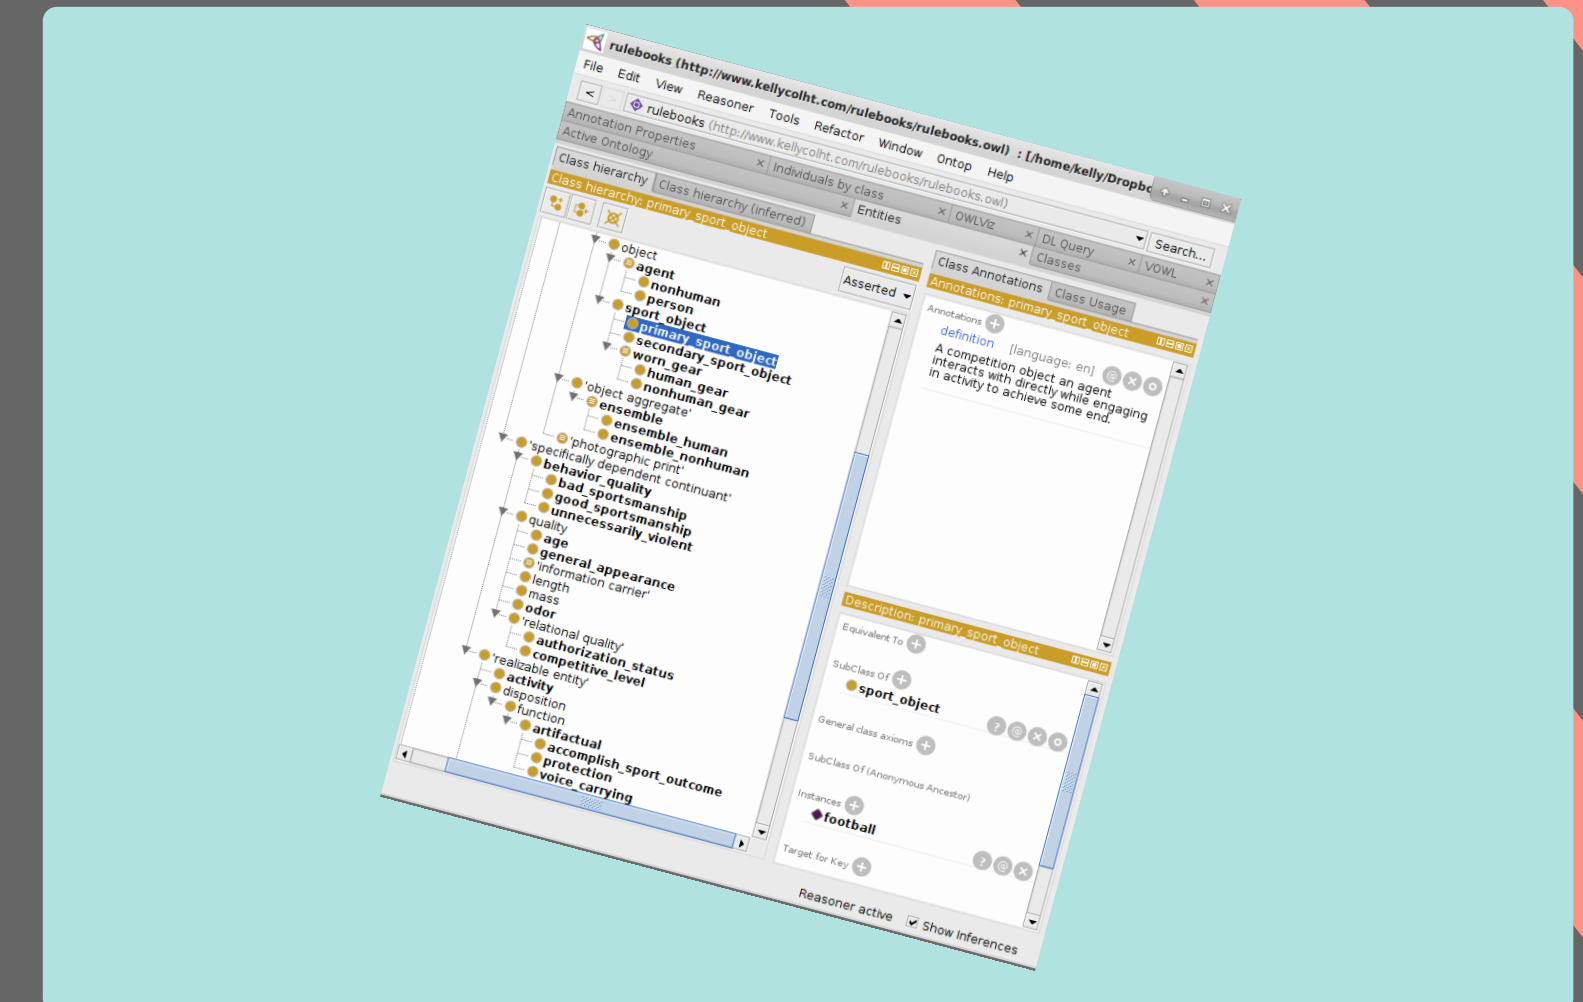 rulebooks (http://www.kellycolht.com/rulebooks/rulebooks.owl) : [/home/kelly/Dropbo
File Edit View Reasoner Tools Refactor Window Ontop Help
< rulebooks (http://www.kellycolht.com/rulebooks/rulebooks.owl) Search...
Annotation Properties Individuals by class OWLViz DL Query VOWL
Active Ontology Entities Classes
Class hierarchy Class hierarchy (inferred)
Class hierarchy: primary_sport_object
Asserted
object
agent
nonhuman
person
sport_object
primary_sport_object
secondary_sport_object
worn_gear
human_gear
nonhuman_gear
'object aggregate'
ensemble
ensemble_human
ensemble_nonhuman
'photographic print'
'specifically dependent continuant'
behavior_quality
bad_sportsmanship
good_sportsmanship
unnecessarily_violent
quality
age
general_appearance
'information carrier'
length
mass
odor
'relational quality'
authorization_status
competitive_level
'realizable entity'
activity
disposition
function
artifactual
accomplish_sport_outcome
protection
voice_carrying
Class Annotations Class Usage
Annotations: primary_sport_object
Annotations
definition [language: en]
A competition object an agent
interacts with directly while engaging
in activity to achieve some end.
Description: primary_sport_object
Equivalent To
SubClass Of
sport_object
General class axioms
SubClass Of (Anonymous Ancestor)
Instances
football
Target for Key
Reasoner active Show Inferences